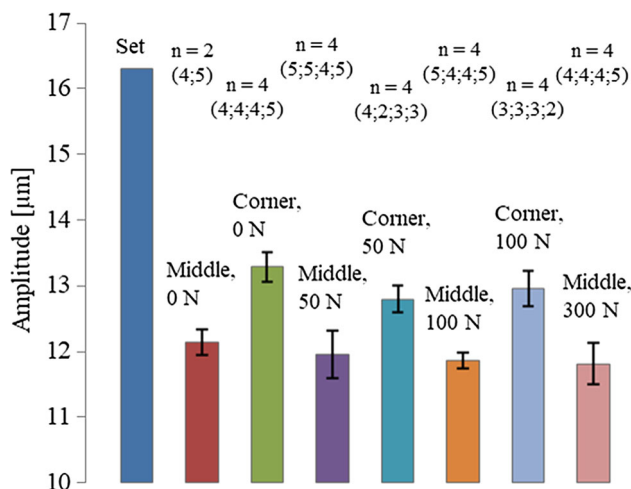 17
16
15
14
13
12
11
10
Amplitude [µm]
Set
n = 2
(4;5)
n = 4
(4;4;4;5)
n = 4
(5;5;4;5)
n = 4
(4;2;3;3)
n = 4
(5;4;4;5)
n = 4
(3;3;3;2)
n = 4
(4;4;4;5)
Middle,
0 N
Corner,
0 N
Middle,
50 N
Corner,
50 N
Middle,
100 N
Corner,
100 N
Middle,
300 N